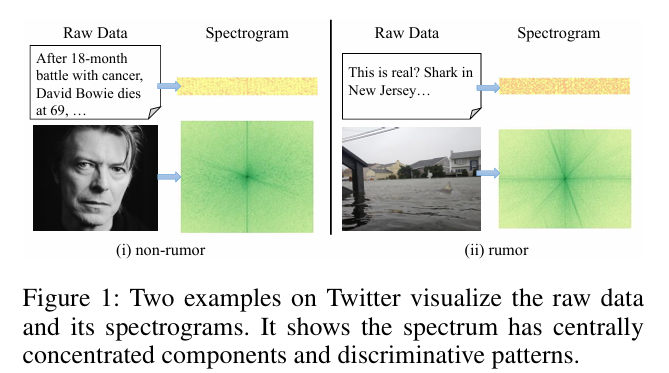 Raw Data
Spectrogram
After 18-month
battle with cancer,
David Bowie dies
at 69, …
(i) non-rumor
Raw Data
Spectrogram
This is real? Shark in
New Jersey…
(ii) rumor
Figure 1: Two examples on Twitter visualize the raw data
and its spectrograms. It shows the spectrum has centrally
concentrated components and discriminative patterns.